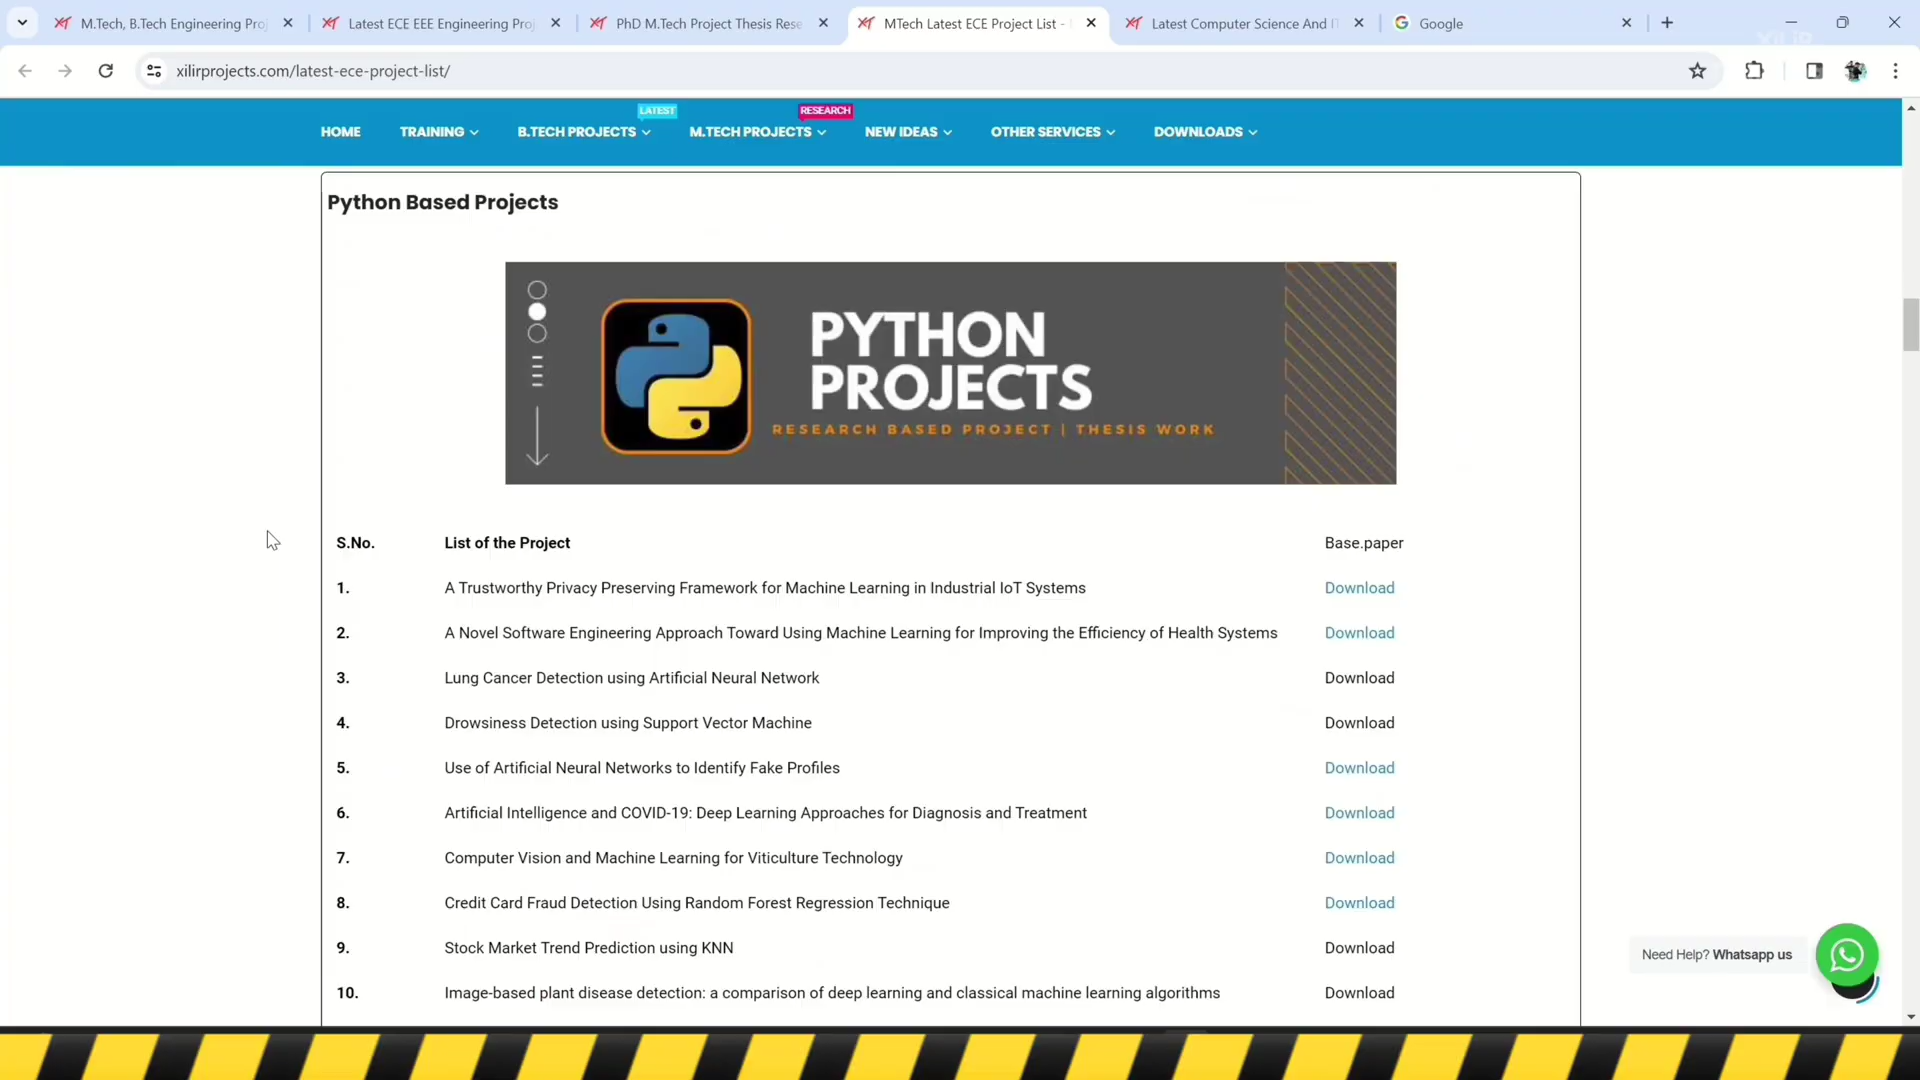 M.Tech, B.Tech Engineering Proj
Latest ECE EEE Engineering Proj
PhD M.Tech Project Thesis Rese
MTech Latest ECE Project List -
Latest Computer Science And IT
Google
XiLiR
xilirprojects.com/latest-ece-project-list/
LATEST
RESEARCH
HOME
TRAINING
B.TECH PROJECTS
M.TECH PROJECTS
NEW IDEAS
OTHER SERVICES
DOWNLOADS
Python Based Projects
PYTHON
PROJECTS
RESEARCH BASED PROJECT | THESIS WORK
S.No. List of the Project Base.paper
1. A Trustworthy Privacy Preserving Framework for Machine Learning in Industrial IoT Systems Download
2. A Novel Software Engineering Approach Toward Using Machine Learning for Improving the Efficiency of Health Systems Download
3. Lung Cancer Detection using Artificial Neural Network Download
4. Drowsiness Detection using Support Vector Machine Download
5. Use of Artificial Neural Networks to Identify Fake Profiles Download
6. Artificial Intelligence and COVID-19: Deep Learning Approaches for Diagnosis and Treatment Download
7. Computer Vision and Machine Learning for Viticulture Technology Download
8. Credit Card Fraud Detection Using Random Forest Regression Technique Download
9. Stock Market Trend Prediction using KNN Download
10. Image-based plant disease detection: a comparison of deep learning and classical machine learning algorithms Download
Need Help? Whatsapp us